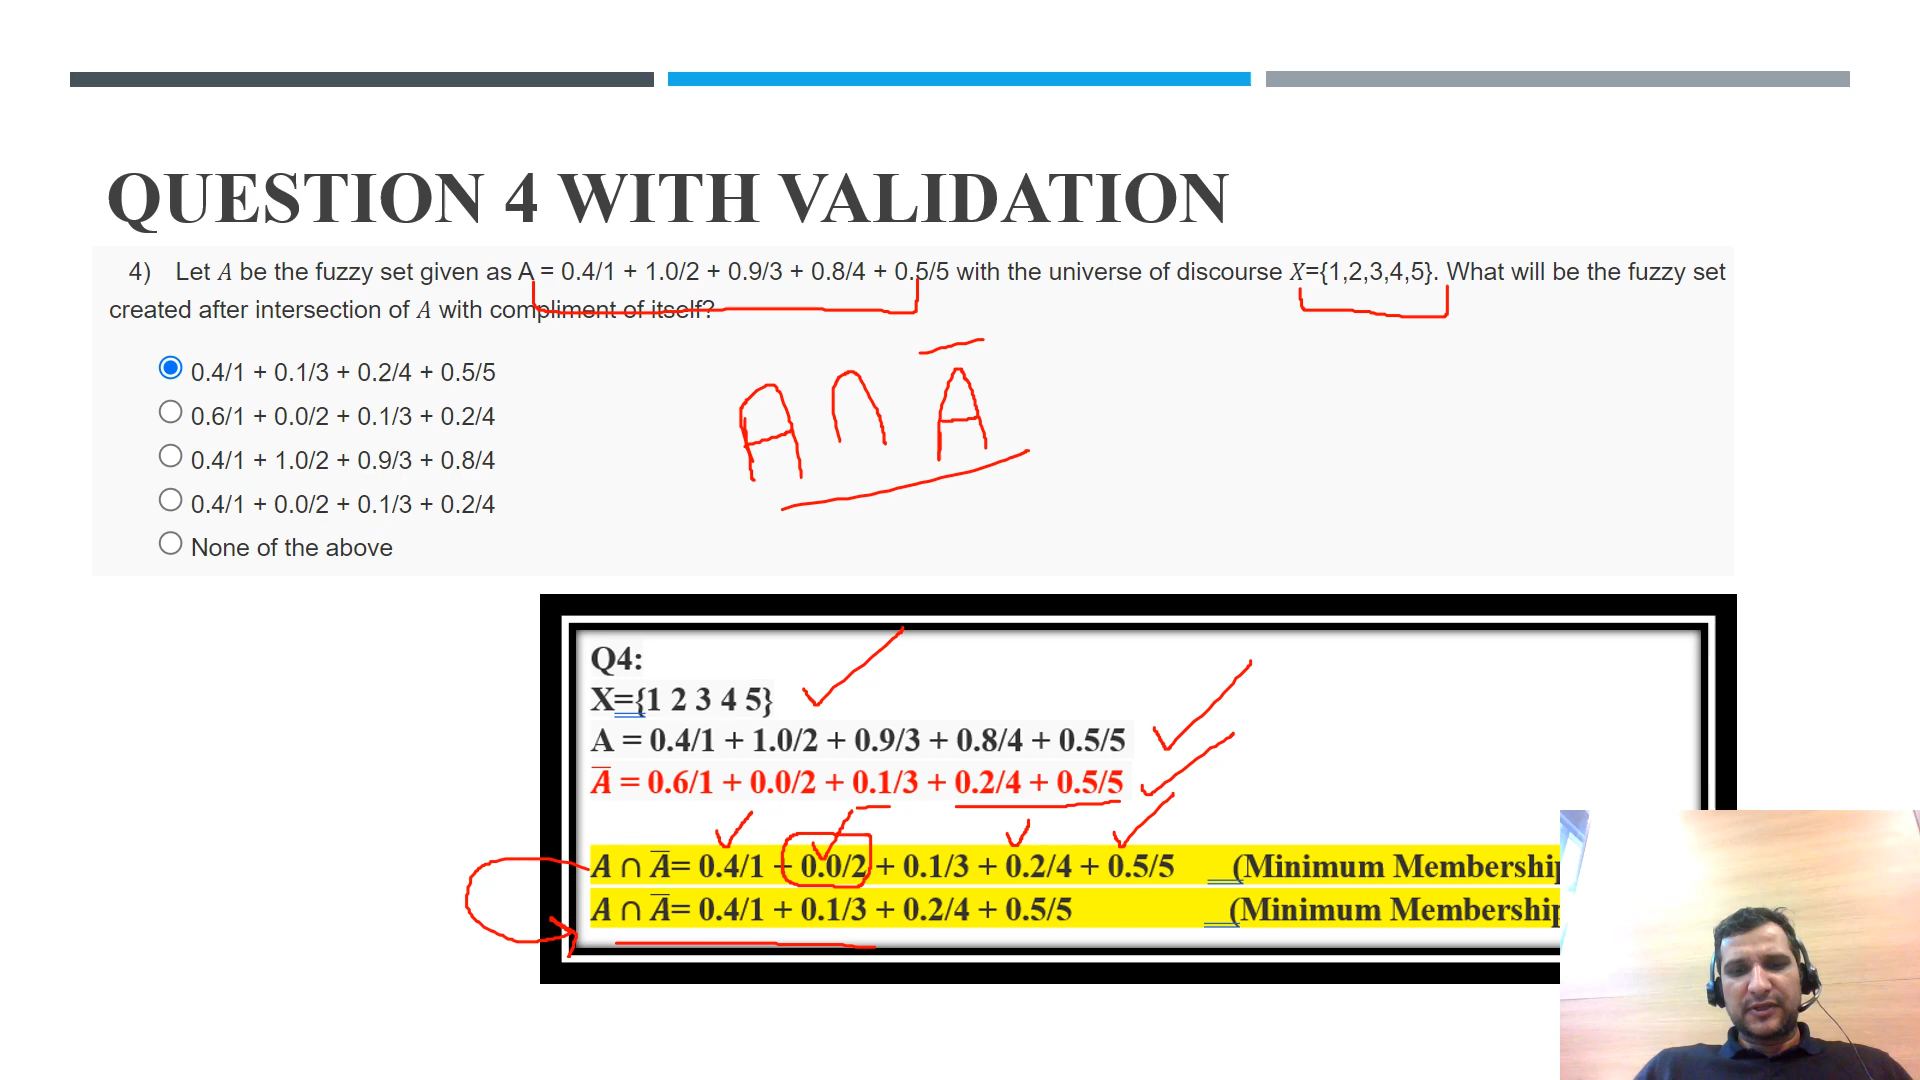 QUESTION 4 WITH VALIDATION
4) Let A be the fuzzy set given as A = 0.4/1 + 1.0/2 + 0.9/3 + 0.8/4 + 0.5/5 with the universe of discourse X={1,2,3,4,5}. What will be the fuzzy set
created after intersection of A with compliment of itself?
0.4/1 + 0.1/3 + 0.2/4 + 0.5/5
0.6/1 + 0.0/2 + 0.1/3 + 0.2/4
0.4/1 + 1.0/2 + 0.9/3 + 0.8/4
0.4/1 + 0.0/2 + 0.1/3 + 0.2/4
None of the above
A ∩ A̅
Q4:
X={1 2 3 4 5}
A = 0.4/1 + 1.0/2 + 0.9/3 + 0.8/4 + 0.5/5
A̅ = 0.6/1 + 0.0/2 + 0.1/3 + 0.2/4 + 0.5/5
A ∩ A̅= 0.4/1 + 0.0/2 + 0.1/3 + 0.2/4 + 0.5/5 (Minimum Membership
A ∩ A̅= 0.4/1 + 0.1/3 + 0.2/4 + 0.5/5 (Minimum Membership